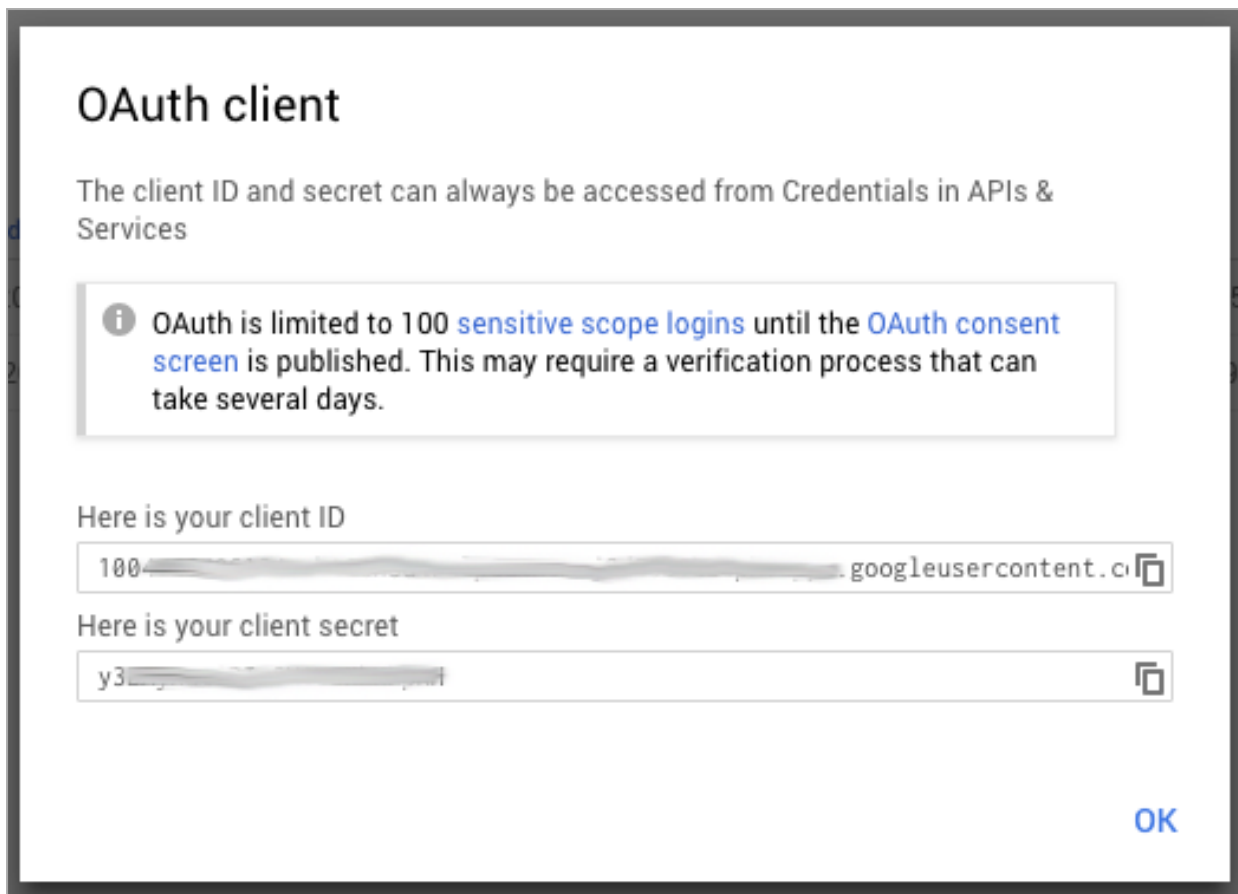 OAuth client
The client ID and secret can always be accessed from Credentials in APIs &
Services
OAuth is limited to 100 sensitive scope logins until the OAuth consent
screen is published. This may require a verification process that can
take several days.
Here is your client ID
100 .googleusercontent.c
Here is your client secret
y3
OK